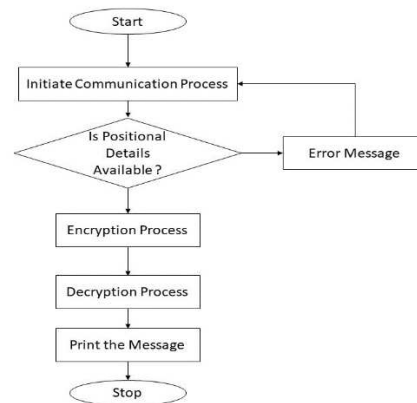 Start
Initiate Communication Process
Is Positional
Details
Available ?
Error Message
Encryption Process
Decryption Process
Print the Message
Stop